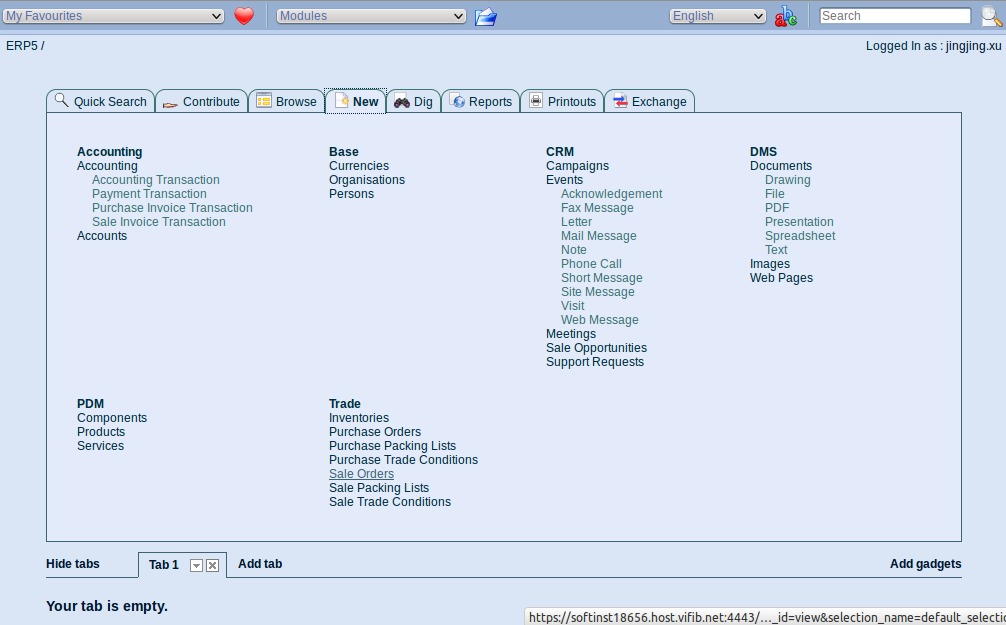 My Favourites Modules English Search
ERP5 / Logged In as : jingjing.xu
Quick Search Contribute Browse New Dig Reports Printouts Exchange
Accounting
Accounting
Accounting Transaction
Payment Transaction
Purchase Invoice Transaction
Sale Invoice Transaction
Accounts
Base
Currencies
Organisations
Persons
CRM
Campaigns
Events
Acknowledgement
Fax Message
Letter
Mail Message
Note
Phone Call
Short Message
Site Message
Visit
Web Message
Meetings
Sale Opportunities
Support Requests
DMS
Documents
Drawing
File
PDF
Presentation
Spreadsheet
Text
Images
Web Pages
PDM
Components
Products
Services
Trade
Inventories
Purchase Orders
Purchase Packing Lists
Purchase Trade Conditions
Sale Orders
Sale Packing Lists
Sale Trade Conditions
Hide tabs Tab 1 Add tab Add gadgets
Your tab is empty.
https://softinst18656.host.vifib.net:4443/..._id=view&selection_name=default_selectio